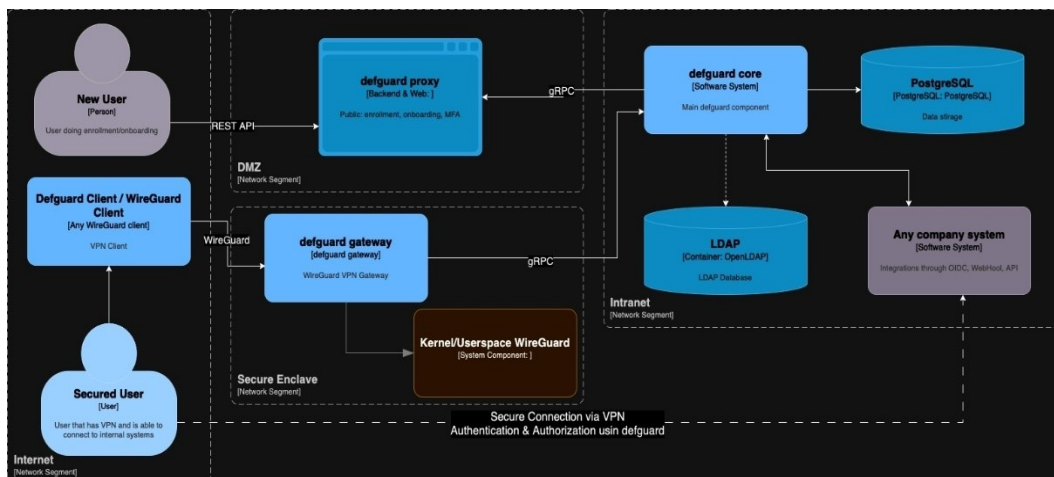 New User
[Person]
User doing enrollment/onboarding
REST API
defguard proxy
[Backend & Web: ]
Public: enrollment, onboarding, MFA
DMZ
[Network Segment]
gRPC
defguard core
[Software System]
Main defguard component
PostgreSQL
[PostgreSQL: PostgreSQL]
Data strage
Defguard Client / WireGuard
Client
[Any WireGuard client]
VPN Client
WireGuard
defguard gateway
[defguard gateway]
WireGuard VPN Gateway
gRPC
LDAP
[Container: OpenLDAP]
LDAP Database
Any company system
[Software System]
Integrations through OIDC, WebHool, API
Intranet
[Network Segment]
Kernel/Userspace WireGuard
[System Component: ]
Secure Enclave
[Network Segment]
Secured User
[User]
User that has VPN and is able to
connect to internal systems
Secure Connection via VPN
Authentication & Authorization usin defguard
Internet
[Network Segment]